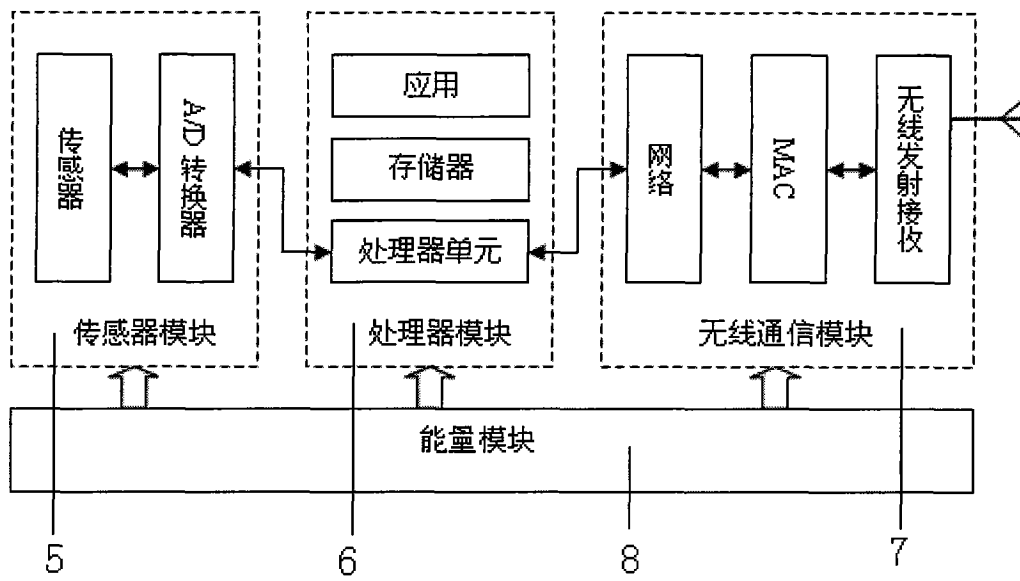 传感器
A/D 转换器
传感器模块
应用
存储器
处理器单元
处理器模块
网络
MAC
无线发射接收
无线通信模块
能量模块
5
6
8
7